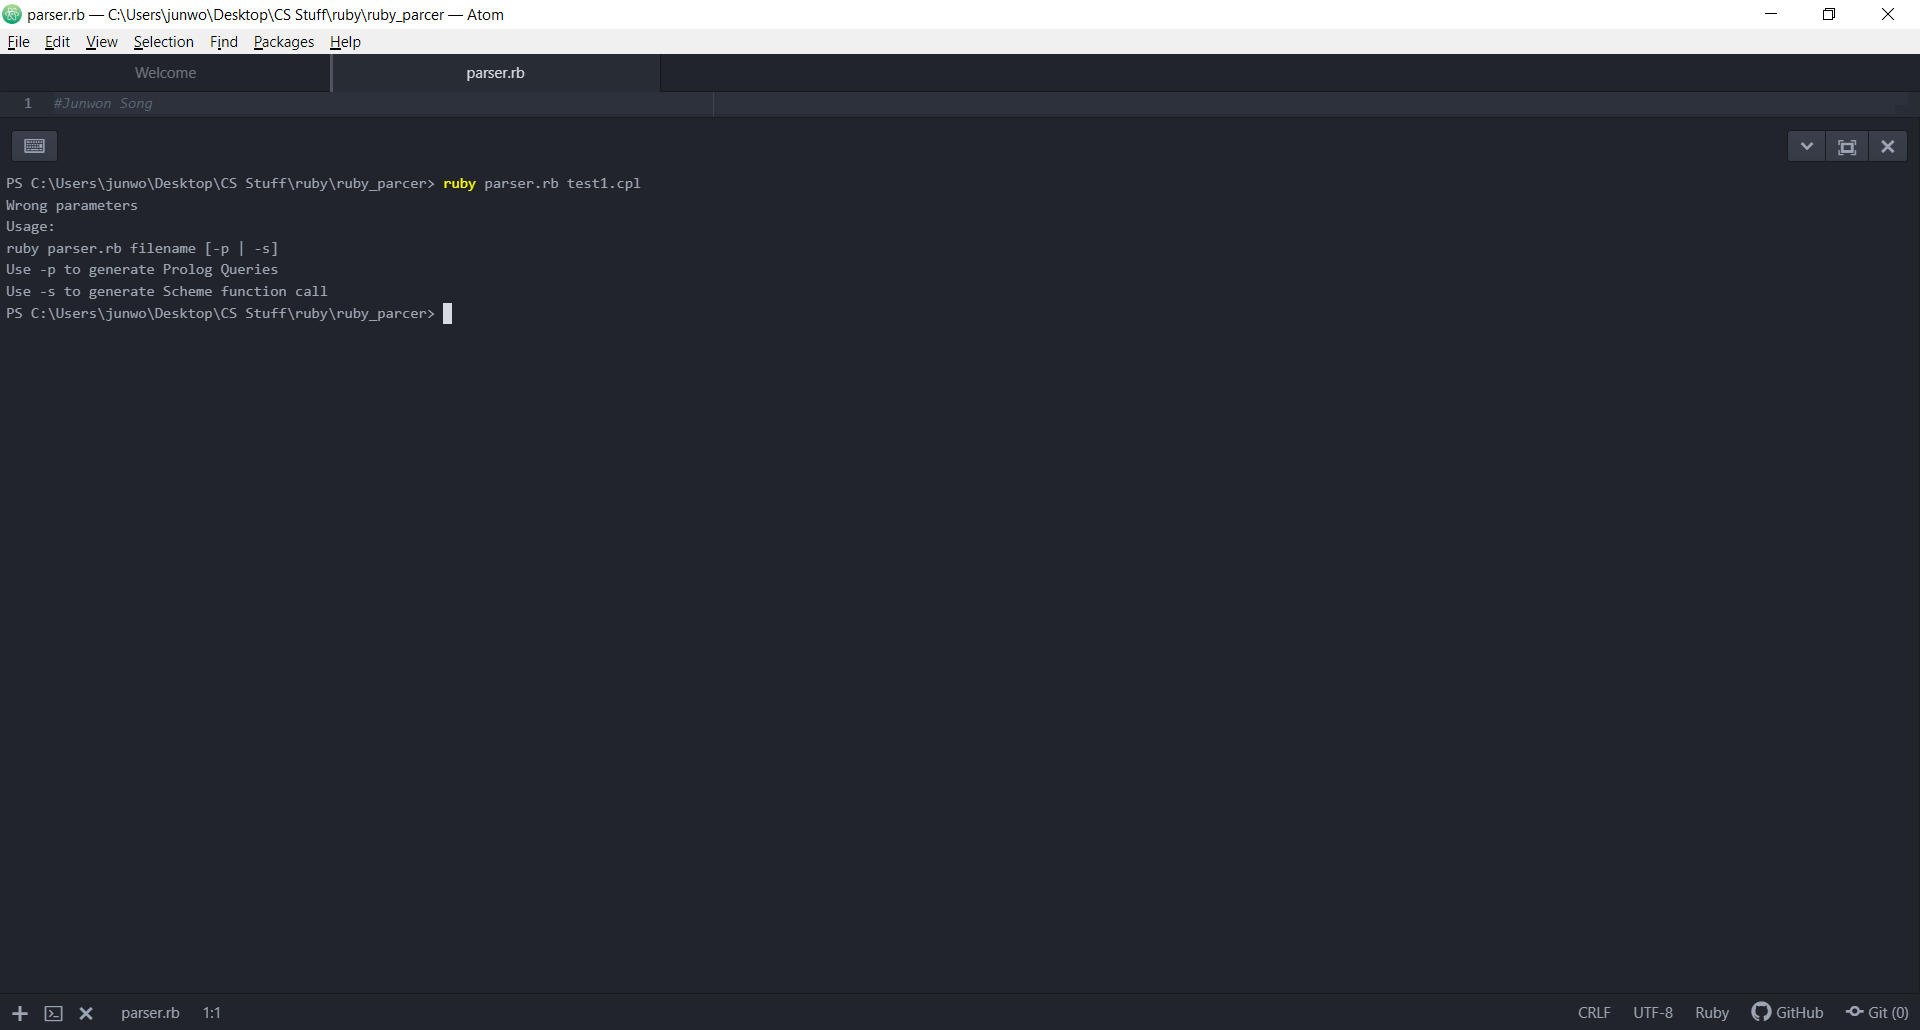 parser.rb — C:\Users\junwo\Desktop\CS Stuff\ruby\ruby_parcer — Atom
File Edit View Selection Find Packages Help
Welcome parser.rb
1 #Junwon Song
PS C:\Users\junwo\Desktop\CS Stuff\ruby\ruby_parcer> ruby parser.rb test1.cpl
Wrong parameters
Usage:
ruby parser.rb filename [-p | -s]
Use -p to generate Prolog Queries
Use -s to generate Scheme function call
PS C:\Users\junwo\Desktop\CS Stuff\ruby\ruby_parcer>
parser.rb 1:1 CRLF UTF-8 Ruby GitHub Git (0)